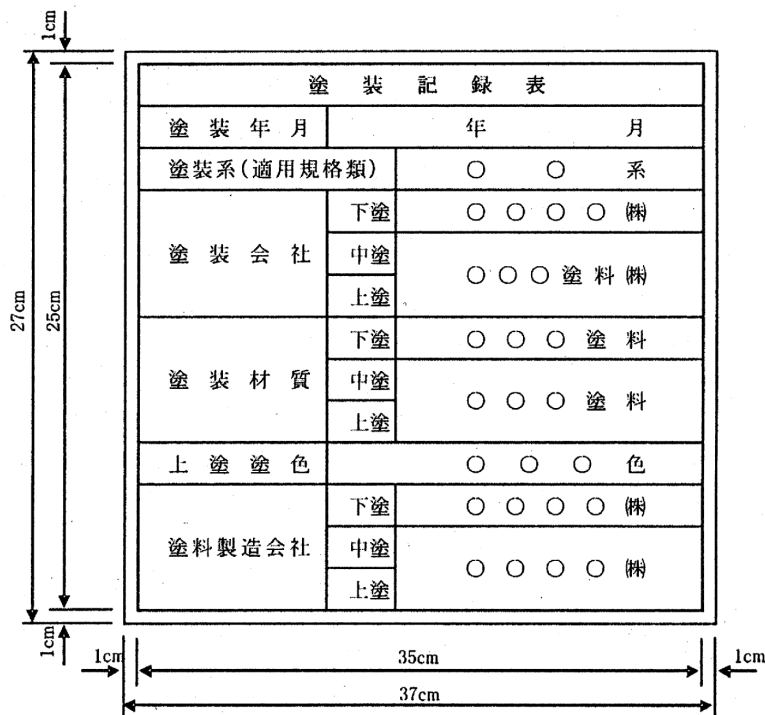 1cm
塗装記録表
塗装年月 年 月
塗装系(適用規格類) ○ ○ 系
塗装会社 下塗 ○○○○㈱
中塗 ○○○塗料㈱
上塗
塗装材質 下塗 ○○○塗料
中塗 ○○○塗料
上塗
上塗塗色 ○○○色
塗料製造会社 下塗 ○○○○㈱
中塗 ○○○○㈱
上塗
27cm
25cm
1cm
1cm 35cm 1cm
37cm